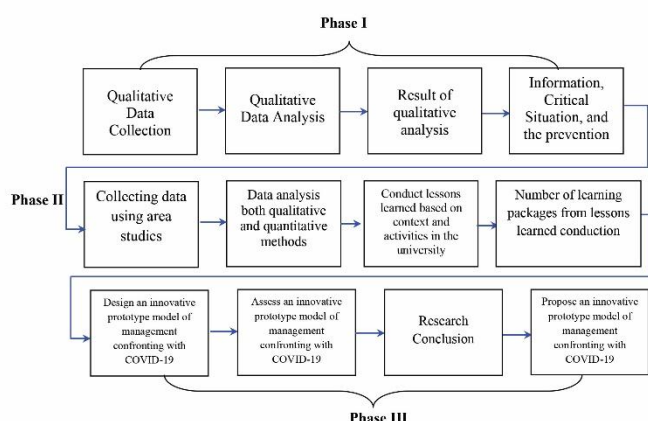 Phase I
Qualitative
Data
Collection
Qualitative
Data Analysis
Result of
qualitative
analysis
Information,
Critical
Situation, and
the prevention
Phase II
Collecting data
using area
studies
Data analysis
both qualitative
and quantitative
methods
Conduct lessons
learned based on
context and
activities in the
university
Number of learning
packages from lessons
learned conduction
Design an innovative
prototype model of
management
confronting with
COVID-19
Assess an innovative
prototype model of
management
confronting with
COVID-19
Research
Conclusion
Propose an innovative
prototype model of
management
confronting with
COVID-19
Phase III